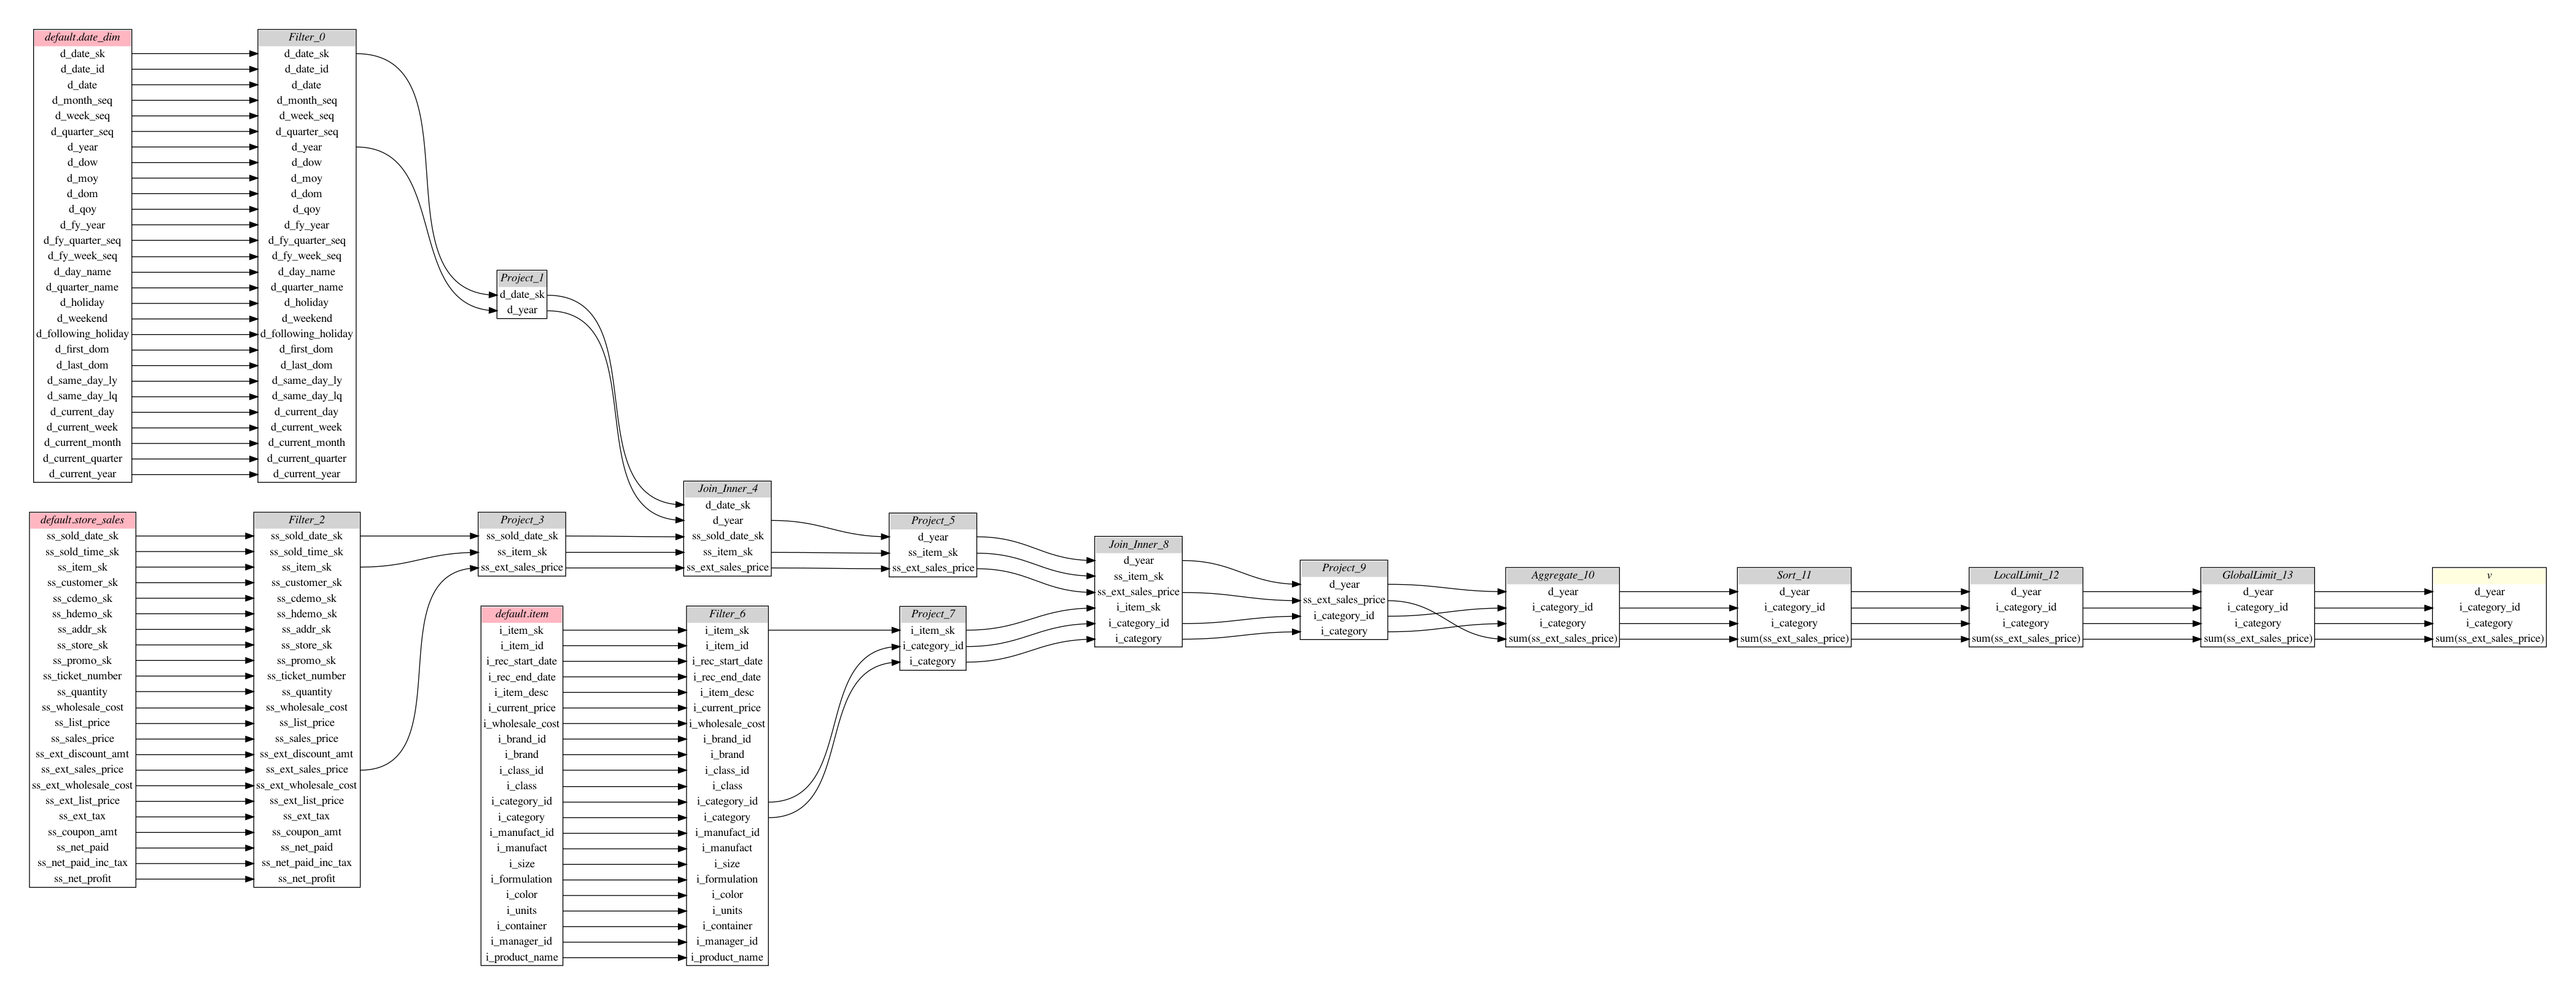 default.date_dim
d_date_sk
d_date_id
d_date
d_month_seq
d_week_seq
d_quarter_seq
d_year
d_dow
d_moy
d_dom
d_qoy
d_fy_year
d_fy_quarter_seq
d_fy_week_seq
d_day_name
d_quarter_name
d_holiday
d_weekend
d_following_holiday
d_first_dom
d_last_dom
d_same_day_ly
d_same_day_lq
d_current_day
d_current_week
d_current_month
d_current_quarter
d_current_year
Filter_0
d_date_sk
d_date_id
d_date
d_month_seq
d_week_seq
d_quarter_seq
d_year
d_dow
d_moy
d_dom
d_qoy
d_fy_year
d_fy_quarter_seq
d_fy_week_seq
d_day_name
d_quarter_name
d_holiday
d_weekend
d_following_holiday
d_first_dom
d_last_dom
d_same_day_ly
d_same_day_lq
d_current_day
d_current_week
d_current_month
d_current_quarter
d_current_year
Project_1
d_date_sk
d_year
default.store_sales
ss_sold_date_sk
ss_sold_time_sk
ss_item_sk
ss_customer_sk
ss_cdemo_sk
ss_hdemo_sk
ss_addr_sk
ss_store_sk
ss_promo_sk
ss_ticket_number
ss_quantity
ss_wholesale_cost
ss_list_price
ss_sales_price
ss_ext_discount_amt
ss_ext_sales_price
ss_ext_wholesale_cost
ss_ext_list_price
ss_ext_tax
ss_coupon_amt
ss_net_paid
ss_net_paid_inc_tax
ss_net_profit
Filter_2
ss_sold_date_sk
ss_sold_time_sk
ss_item_sk
ss_customer_sk
ss_cdemo_sk
ss_hdemo_sk
ss_addr_sk
ss_store_sk
ss_promo_sk
ss_ticket_number
ss_quantity
ss_wholesale_cost
ss_list_price
ss_sales_price
ss_ext_discount_amt
ss_ext_sales_price
ss_ext_wholesale_cost
ss_ext_list_price
ss_ext_tax
ss_coupon_amt
ss_net_paid
ss_net_paid_inc_tax
ss_net_profit
Project_3
ss_sold_date_sk
ss_item_sk
ss_ext_sales_price
Join_Inner_4
d_date_sk
d_year
ss_sold_date_sk
ss_item_sk
ss_ext_sales_price
Project_5
d_year
ss_item_sk
ss_ext_sales_price
default.item
i_item_sk
i_item_id
i_rec_start_date
i_rec_end_date
i_item_desc
i_current_price
i_wholesale_cost
i_brand_id
i_brand
i_class_id
i_class
i_category_id
i_category
i_manufact_id
i_manufact
i_size
i_formulation
i_color
i_units
i_container
i_manager_id
i_product_name
Filter_6
i_item_sk
i_item_id
i_rec_start_date
i_rec_end_date
i_item_desc
i_current_price
i_wholesale_cost
i_brand_id
i_brand
i_class_id
i_class
i_category_id
i_category
i_manufact_id
i_manufact
i_size
i_formulation
i_color
i_units
i_container
i_manager_id
i_product_name
Project_7
i_item_sk
i_category_id
i_category
Join_Inner_8
d_year
ss_item_sk
ss_ext_sales_price
i_item_sk
i_category_id
i_category
Project_9
d_year
ss_ext_sales_price
i_category_id
i_category
Aggregate_10
d_year
i_category_id
i_category
sum(ss_ext_sales_price)
Sort_11
d_year
i_category_id
i_category
sum(ss_ext_sales_price)
LocalLimit_12
d_year
i_category_id
i_category
sum(ss_ext_sales_price)
GlobalLimit_13
d_year
i_category_id
i_category
sum(ss_ext_sales_price)
v
d_year
i_category_id
i_category
sum(ss_ext_sales_price)